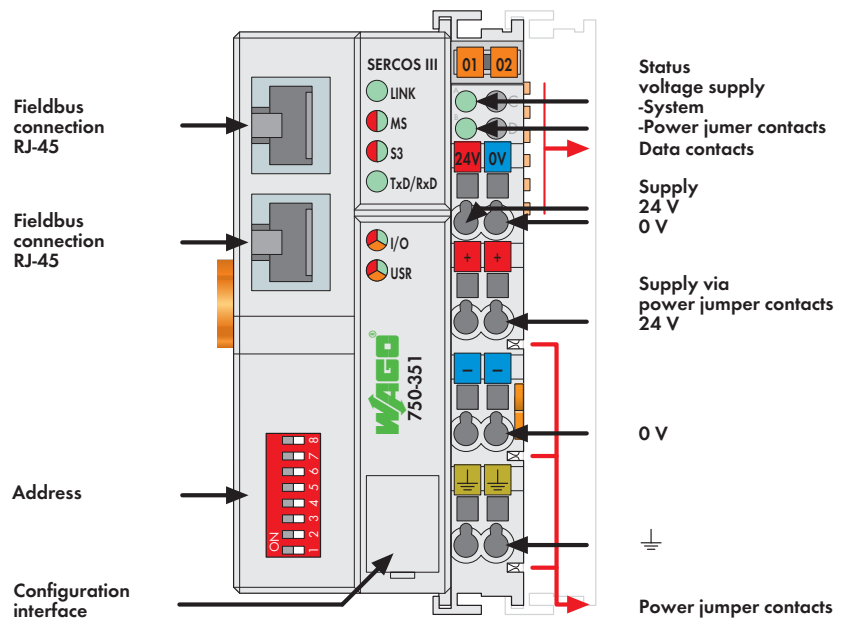 Fieldbus
connection
RJ-45
Fieldbus
connection
RJ-45
Address
Configuration
interface
SERCOS III
LINK
MS
S3
TxD/RxD
I/O
USR
WAGO
®
750-351
8
7
6
5
4
3
2
1
ON
01 02
A C
B D
24V 0V
+ +
− −
Status
voltage supply
-System
-Power jumer contacts
Data contacts
Supply
24 V
0 V
Supply via
power jumper contacts
24 V
0 V
Power jumper contacts